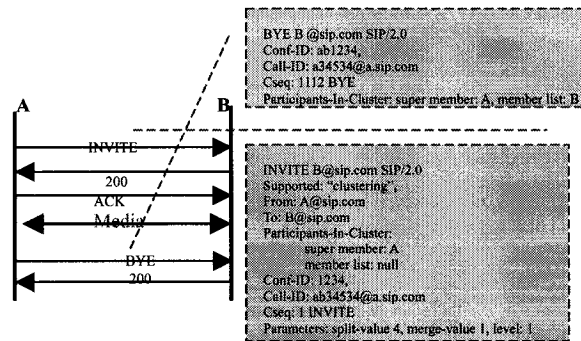 BYE B @sip.com SIP/2.0
Conf-ID: ab1234,
Call-ID: a34534@a.sip.com
Cseq: 1112 BYE
Participants-In-Cluster: super member: A, member list: B
A
B
INVITE
200
ACK
Media
BYE
200
INVITE B@sip.com SIP/2.0
Supported: "clustering",
From: A@sip.com
To: B@sip.com
Participants-In-Cluster:
super member: A
member list: null
Conf-ID: 1234,
Call-ID: ab34534@a.sip.com
Cseq: 1 INVITE
Parameters: split-value 4, merge-value 1, level: 1